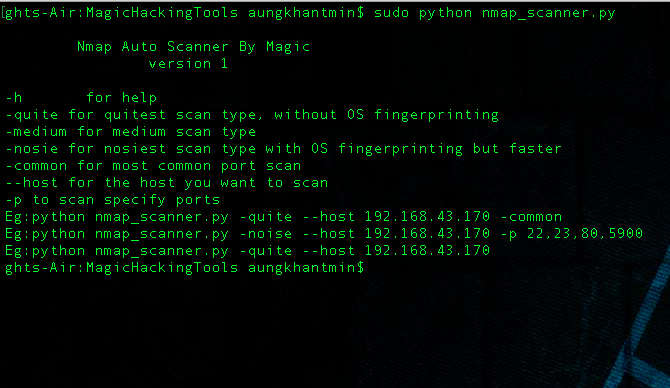 [ghts-Air:MagicHackingTools aungkhantmin$ sudo python nmap_scanner.py
Nmap Auto Scanner By Magic
version 1
-h for help
-quite for quitest scan type, without OS fingerprinting
-medium for medium scan type
-nosie for nosiest scan type with OS fingerprinting but faster
-common for most common port scan
--host for the host you want to scan
-p to scan specify ports
Eg:python nmap_scanner.py -quite --host 192.168.43.170 -common
Eg:python nmap_scanner.py -noise --host 192.168.43.170 -p 22,23,80,5900
Eg:python nmap_scanner.py -quite --host 192.168.43.170
ghts-Air:MagicHackingTools aungkhantmin$